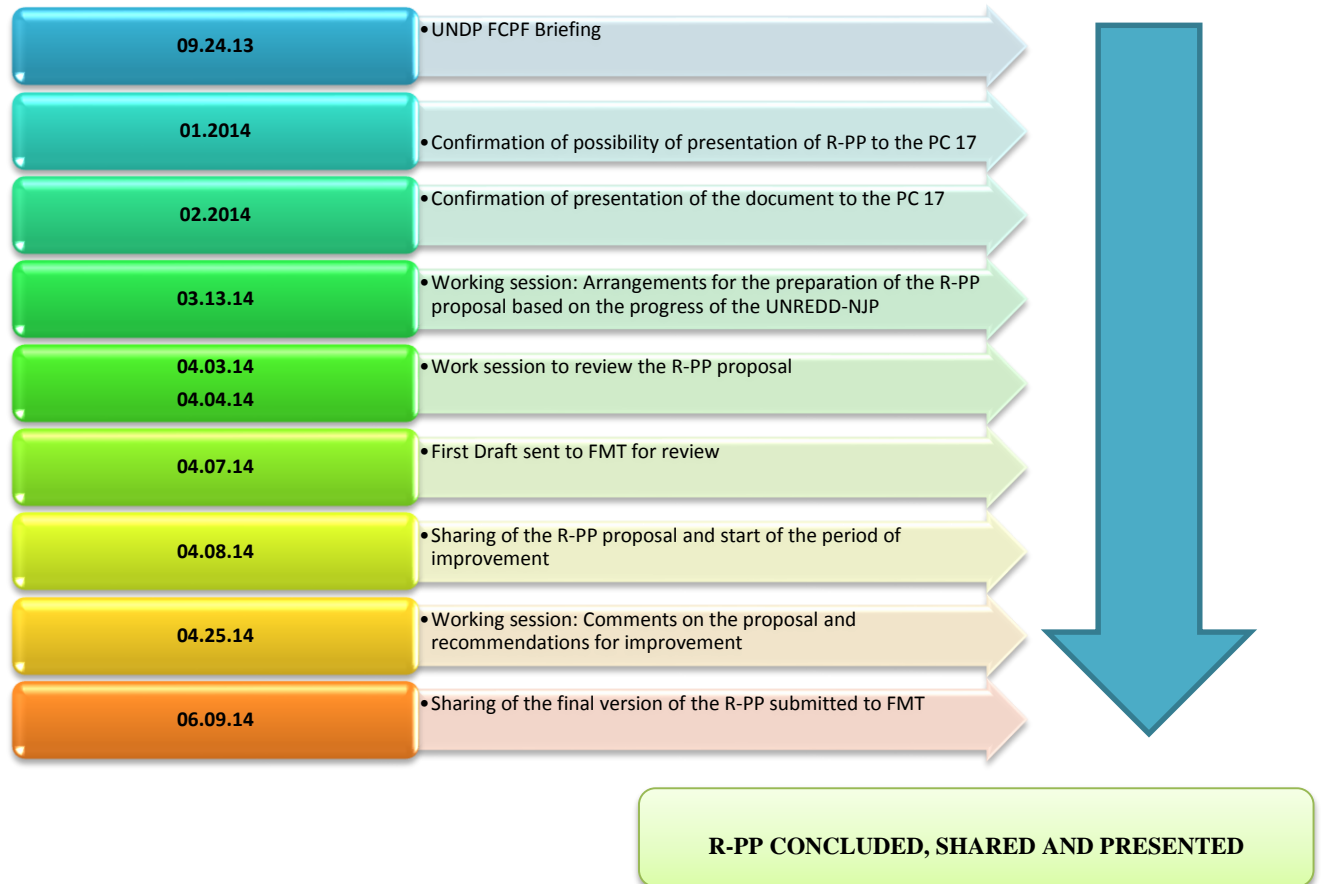 09.24.13
•UNDP FCPF Briefing
01.2014
•Confirmation of possibility of presentation of R-PP to the PC 17
02.2014
•Confirmation of presentation of the document to the PC 17
03.13.14
•Working session: Arrangements for the preparation of the R-PP
proposal based on the progress of the UNREDD-NJP
04.03.14
04.04.14
•Work session to review the R-PP proposal
04.07.14
•First Draft sent to FMT for review
04.08.14
•Sharing of the R-PP proposal and start of the period of
improvement
04.25.14
•Working session: Comments on the proposal and
recommendations for improvement
06.09.14
•Sharing of the final version of the R-PP submitted to FMT
R-PP CONCLUDED, SHARED AND PRESENTED